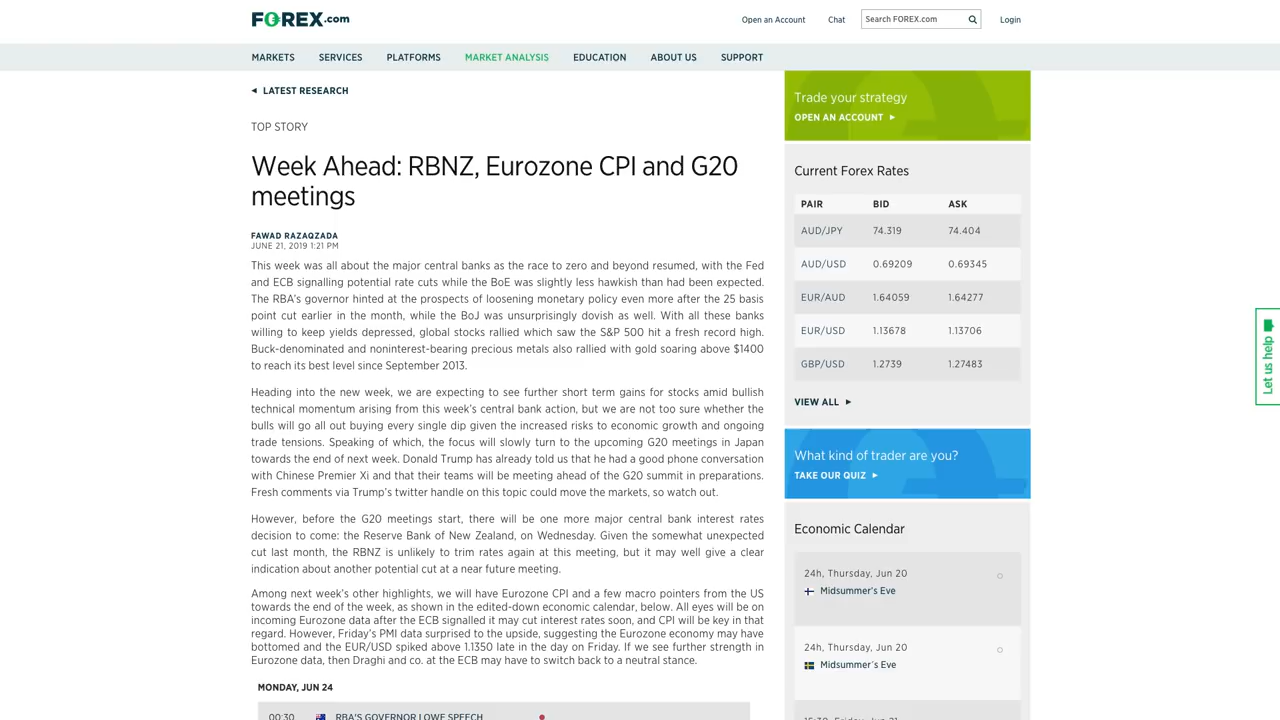 FOREX.com
Open an Account
Chat
Search FOREX.com
Login
MARKETS
SERVICES
PLATFORMS
MARKET ANALYSIS
EDUCATION
ABOUT US
SUPPORT
LATEST RESEARCH
TOP STORY
Week Ahead: RBNZ, Eurozone CPI and G20
meetings
FAWAD RAZAQZADA
JUNE 21, 2019 1:21 PM
This week was all about the major central banks as the race to zero and beyond resumed, with the Fed
and ECB signalling potential rate cuts while the BoE was slightly less hawkish than had been expected.
The RBA's governor hinted at the prospects of loosening monetary policy even more after the 25 basis
point cut earlier in the month, while the BoJ was unsurprisingly dovish as well. With all these banks
willing to keep yields depressed, global stocks rallied which saw the S&P 500 hit a fresh record high.
Buck-denominated and noninterest-bearing precious metals also rallied with gold soaring above $1400
to reach its best level since September 2013.
Heading into the new week, we are expecting to see further short term gains for stocks amid bullish
technical momentum arising from this week's central bank action, but we are not too sure whether the
bulls will go all out buying every single dip given the increased risks to economic growth and ongoing
trade tensions. Speaking of which, the focus will slowly turn to the upcoming G20 meetings in Japan
towards the end of next week. Donald Trump has already told us that he had a good phone conversation
with Chinese Premier Xi and that their teams will be meeting ahead of the G20 summit in preparations.
Fresh comments via Trump's twitter handle on this topic could move the markets, so watch out.
However, before the G20 meetings start, there will be one more major central bank interest rates
decision to come: the Reserve Bank of New Zealand, on Wednesday. Given the somewhat unexpected
cut last month, the RBNZ is unlikely to trim rates again at this meeting, but it may well give a clear
indication about another potential cut at a near future meeting.
Among next week's other highlights, we will have Eurozone CPI and a few macro pointers from the US
towards the end of the week, as shown in the edited-down economic calendar, below. All eyes will be on
incoming Eurozone data after the ECB signalled it may cut interest rates soon, and CPI will be key in that
regard. However, Friday's PMI data surprised to the upside, suggesting the Eurozone economy may have
bottomed and the EUR/USD spiked above 1.1350 late in the day on Friday. If we see further strength in
Eurozone data, then Draghi and co. at the ECB may have to switch back to a neutral stance.
MONDAY, JUN 24
00:30 RBA'S GOVERNOR LOWE SPEECH
Trade your strategy
OPEN AN ACCOUNT
Current Forex Rates
PAIR BID ASK
AUD/JPY 74.319 74.404
AUD/USD 0.69209 0.69345
EUR/AUD 1.64059 1.64277
EUR/USD 1.13678 1.13706
GBP/USD 1.2739 1.27483
VIEW ALL
What kind of trader are you?
TAKE OUR QUIZ
Economic Calendar
24h, Thursday, Jun 20
Midsummer's Eve
24h, Thursday, Jun 20
Midsummer´s Eve
Let us help